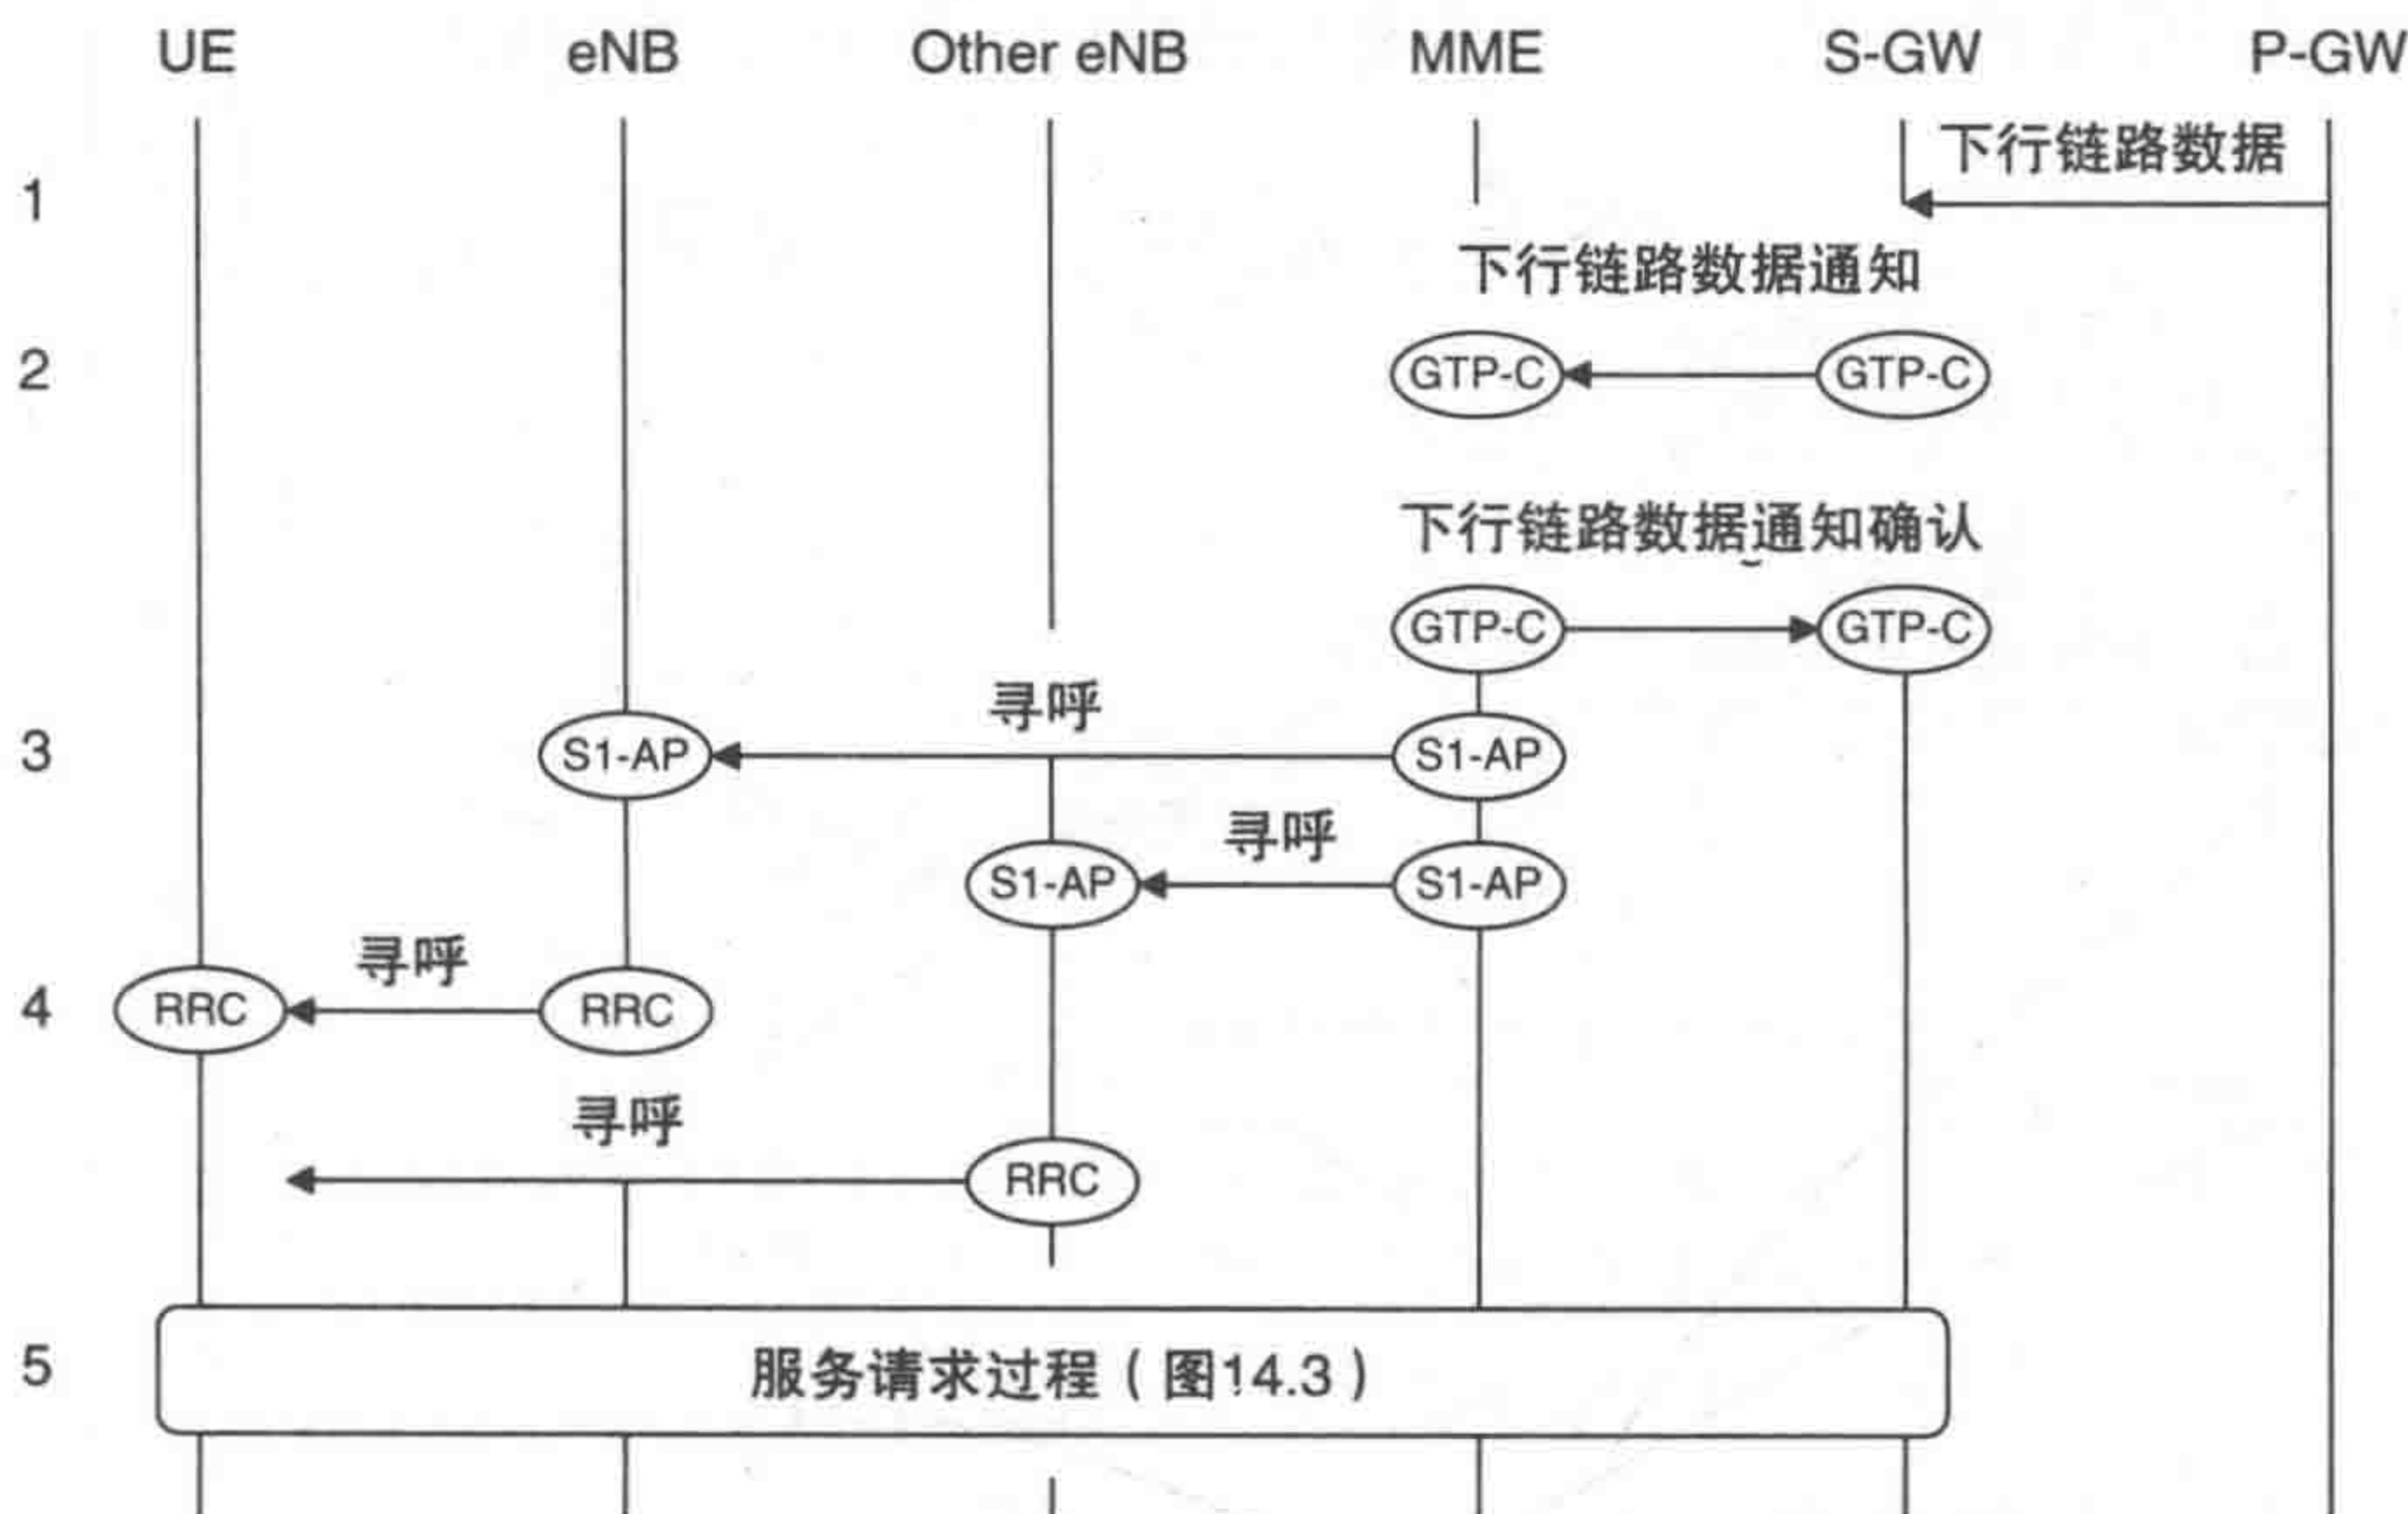 UE eNB Other eNB MME S-GW P-GW
下行链路数据
1
下行链路数据通知
2 GTP-C GTP-C
下行链路数据通知确认
GTP-C GTP-C
寻呼
3 S1-AP S1-AP
寻呼
S1-AP S1-AP
寻呼
4 RRC RRC
寻呼
RRC
5 服务请求过程（图14.3）